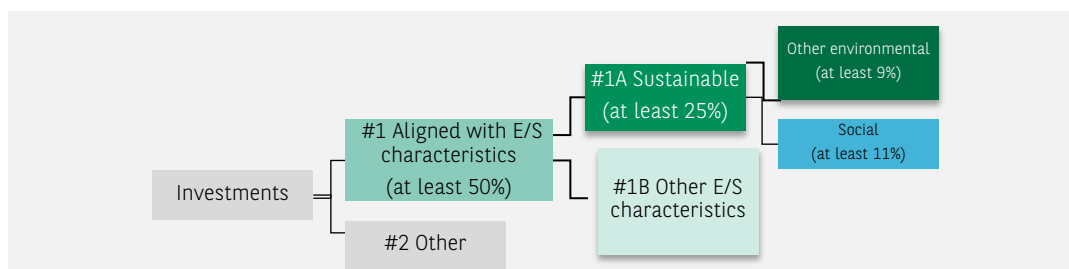 Investments
#1 Aligned with E/S
characteristics
(at least 50%)
#2 Other
#1A Sustainable
(at least 25%)
#1B Other E/S
characteristics
Other environmental
(at least 9%)
Social
(at least 11%)